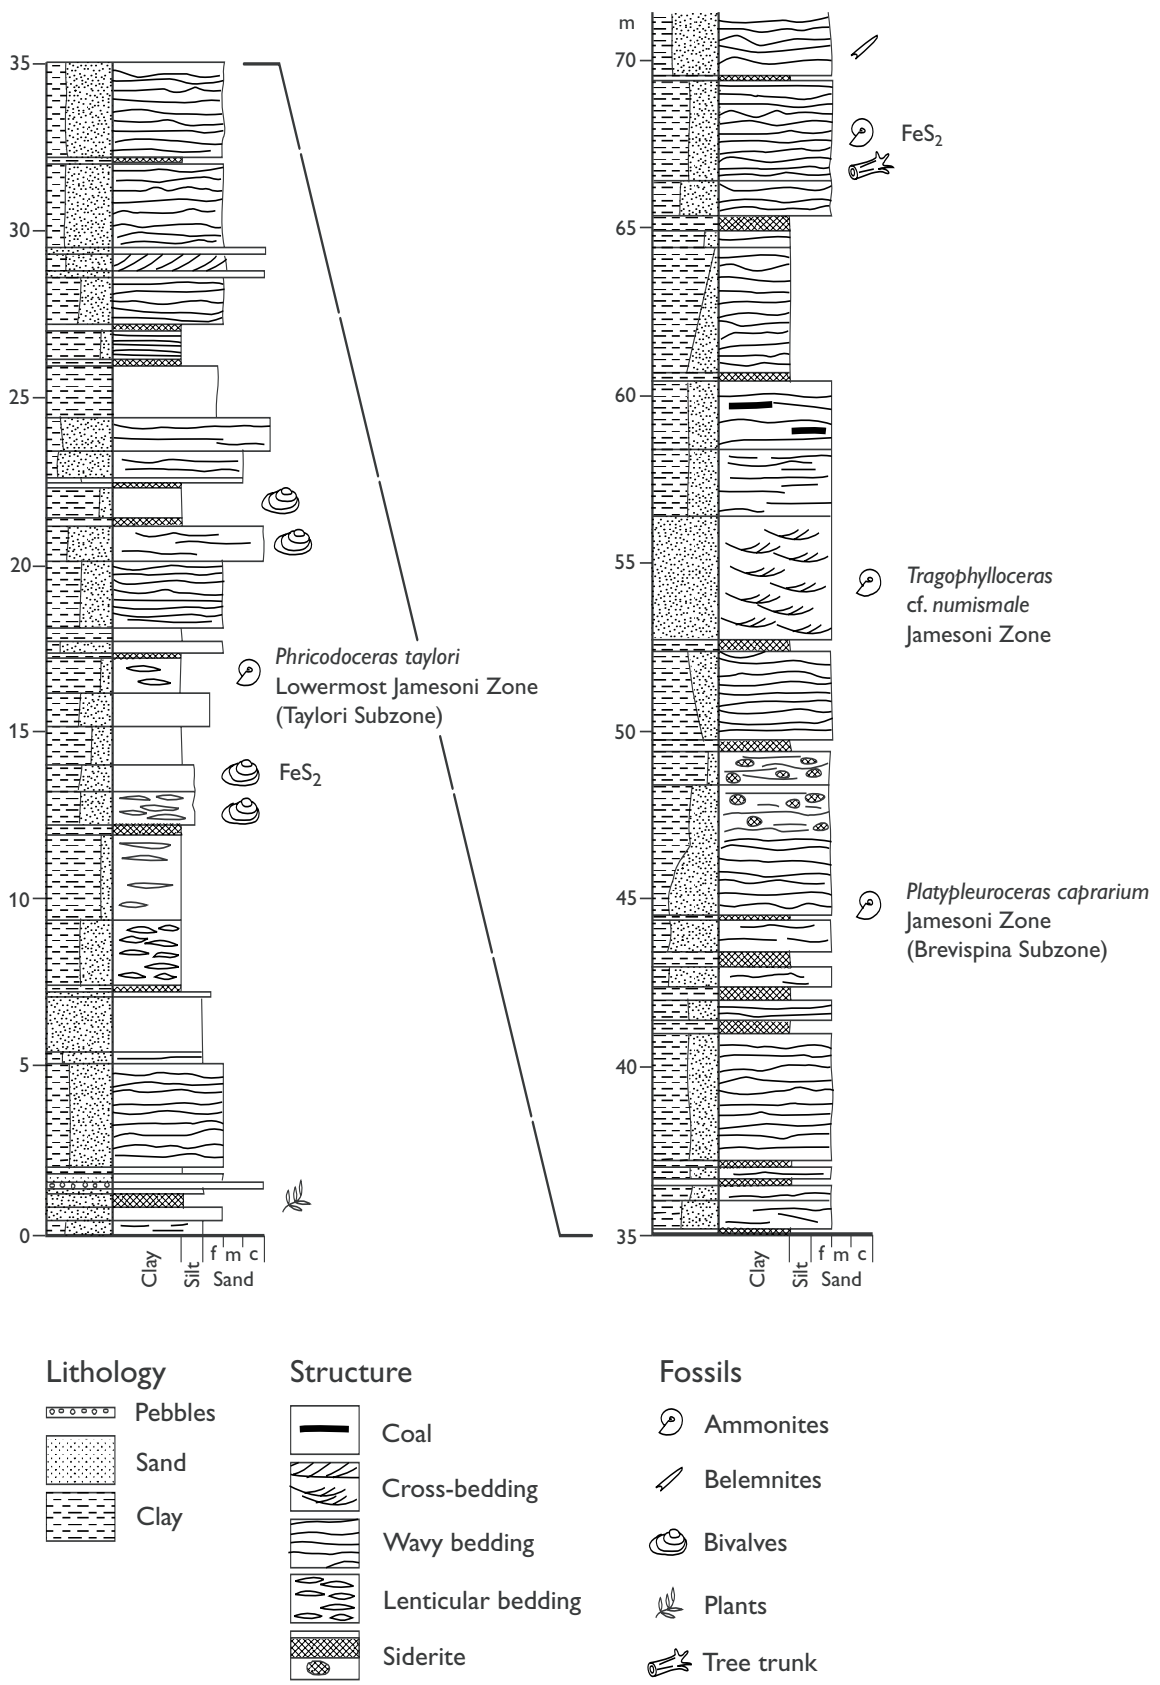 35
30
25
20
15
10
5
0
Clay
Silt
f m c
Sand
Phricodoceras taylori
Lowermost Jamesoni Zone
(Taylori Subzone)
FeS2
m
70
65
60
55
50
45
40
35
Clay
Silt
f m c
Sand
FeS2
Tragophylloceras
cf. numismale
Jamesoni Zone
Platypleuroceras caprarium
Jamesoni Zone
(Brevispina Subzone)
Lithology
Pebbles
Sand
Clay
Structure
Coal
Cross-bedding
Wavy bedding
Lenticular bedding
Siderite
Fossils
Ammonites
Belemnites
Bivalves
Plants
Tree trunk